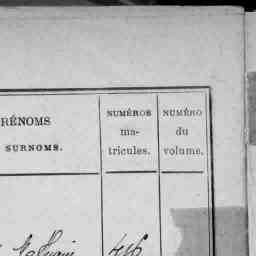 RÉNOMS
SURNOMS.
NUMÉROS
ma-
tricules.
NUMÉRO
du
volume.